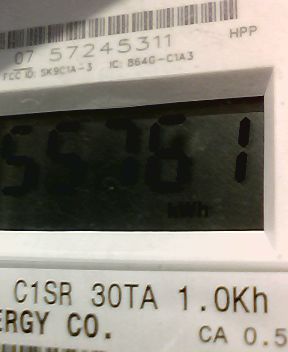 07 57245311 HPP
FCC ID: SK9C1A-3 IC: 864G-C1A3
56761
kWh
C1SR 30TA 1.0Kh
ERGY CO. CA 0.5